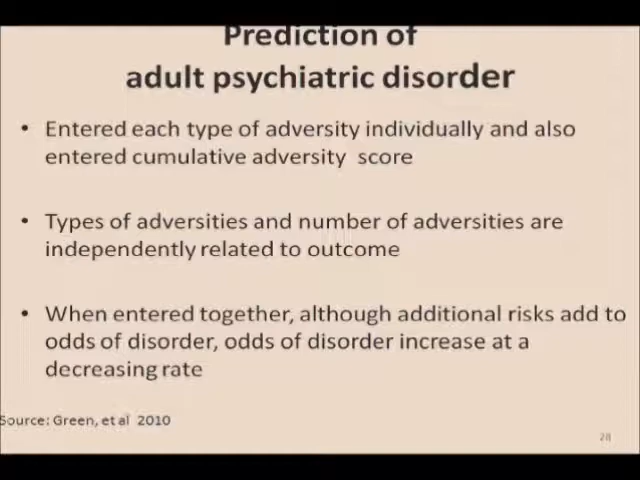 Prediction of
adult psychiatric disorder
• Entered each type of adversity individually and also
entered cumulative adversity score
• Types of adversities and number of adversities are
independently related to outcome
• When entered together, although additional risks add to
odds of disorder, odds of disorder increase at a
decreasing rate
Source: Green, et al 2010
28